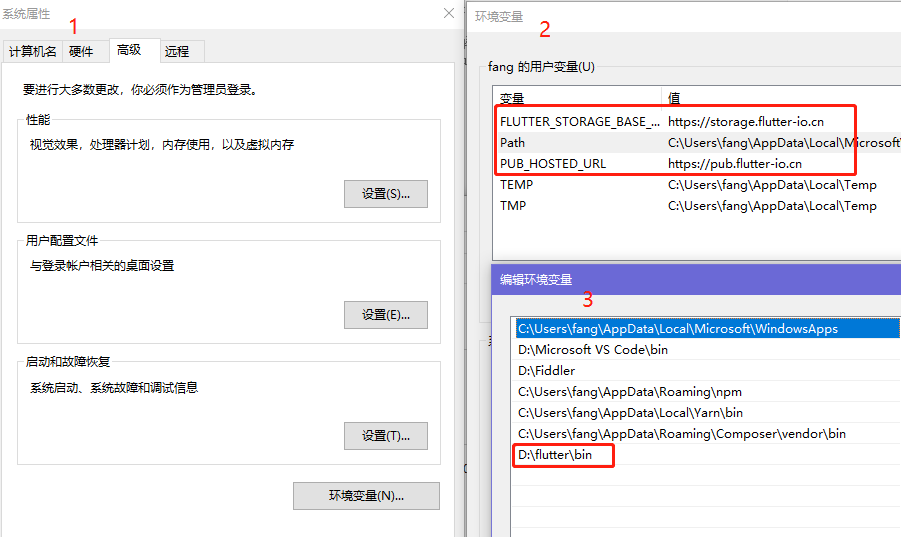 系统属性
1
计算机名
硬件
高级
远程
要进行大多数更改，你必须作为管理员登录。
性能
视觉效果，处理器计划，内存使用，以及虚拟内存
设置(S)...
用户配置文件
与登录帐户相关的桌面设置
设置(E)...
启动和故障恢复
系统启动、系统故障和调试信息
设置(T)...
环境变量(N)...
环境变量
2
fang 的用户变量(U)
变量 值
FLUTTER_STORAGE_BASE_... https://storage.flutter-io.cn
Path C:\Users\fang\AppData\Local\Microsoft\
PUB_HOSTED_URL https://pub.flutter-io.cn
TEMP C:\Users\fang\AppData\Local\Temp
TMP C:\Users\fang\AppData\Local\Temp
编辑环境变量
3
C:\Users\fang\AppData\Local\Microsoft\WindowsApps
D:\Microsoft VS Code\bin
D:\Fiddler
C:\Users\fang\AppData\Roaming\npm
C:\Users\fang\AppData\Local\Yarn\bin
C:\Users\fang\AppData\Roaming\Composer\vendor\bin
D:\flutter\bin